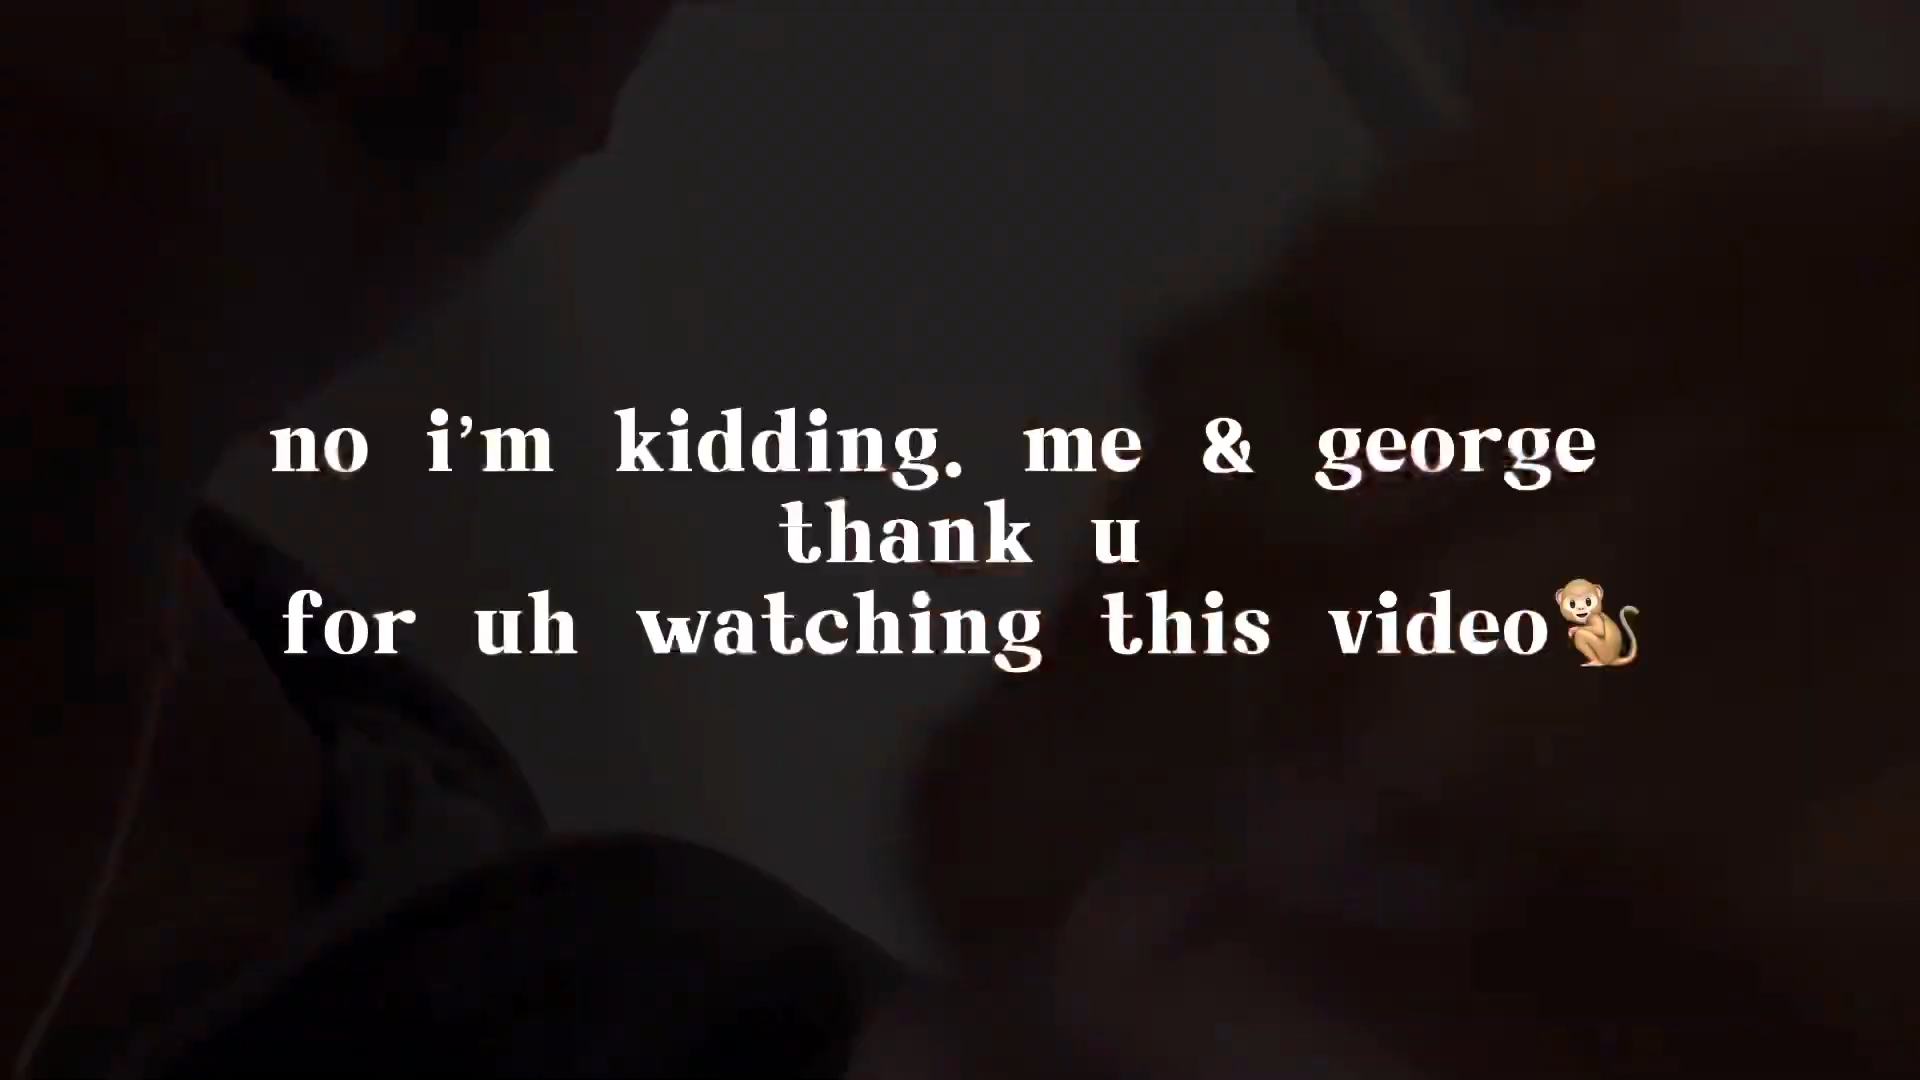 no i'm kidding. me & george
thank u
for uh watching this video🐒